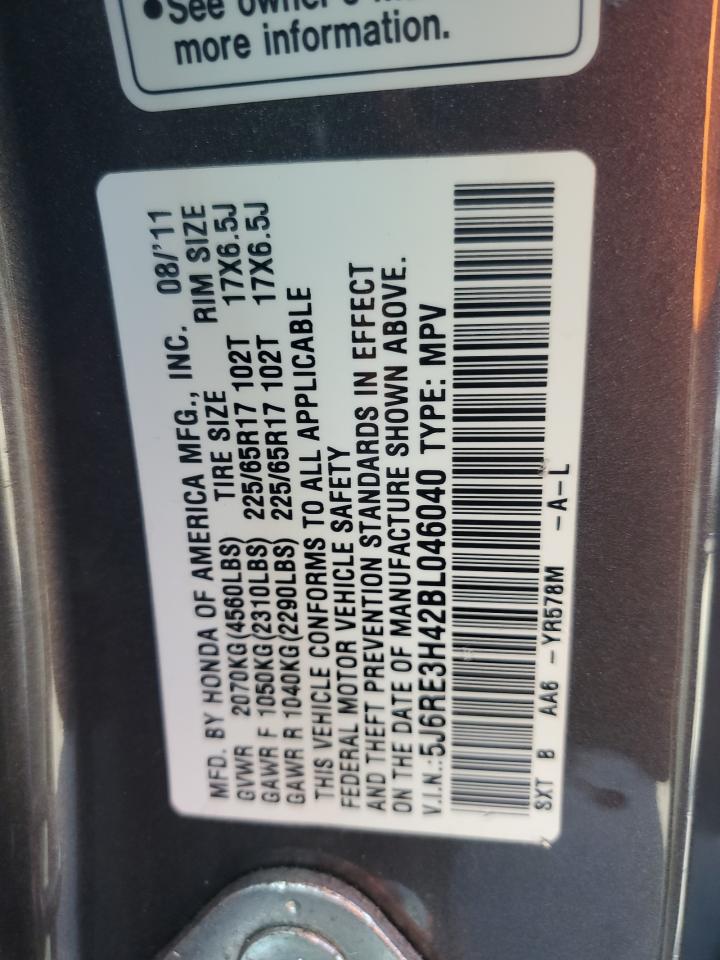 ●See owner's
more information.
MFD. BY HONDA OF AMERICA MFG., INC. 08/'11
GVWR 2070KG(4560LBS) TIRE SIZE RIM SIZE
GAWR F 1050KG(2310LBS) 225/65R17 102T 17X6.5J
GAWR R 1040KG(2290LBS) 225/65R17 102T 17X6.5J
THIS VEHICLE CONFORMS TO ALL APPLICABLE
FEDERAL MOTOR VEHICLE SAFETY
AND THEFT PREVENTION STANDARDS IN EFFECT
ON THE DATE OF MANUFACTURE SHOWN ABOVE.
V.I.N.:5J6RE3H42BL046040 TYPE: MPV
SXT B AA6 -YR578M -A-L